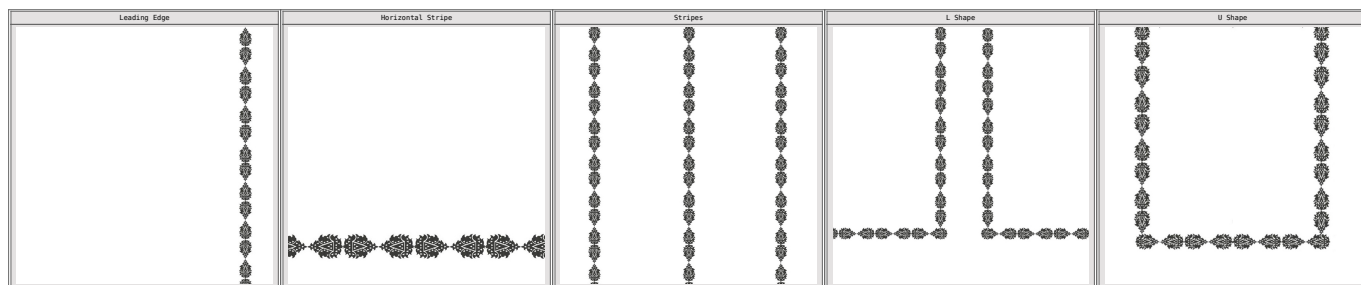 Leading Edge
Horizontal Stripe
Stripes
L Shape
U Shape